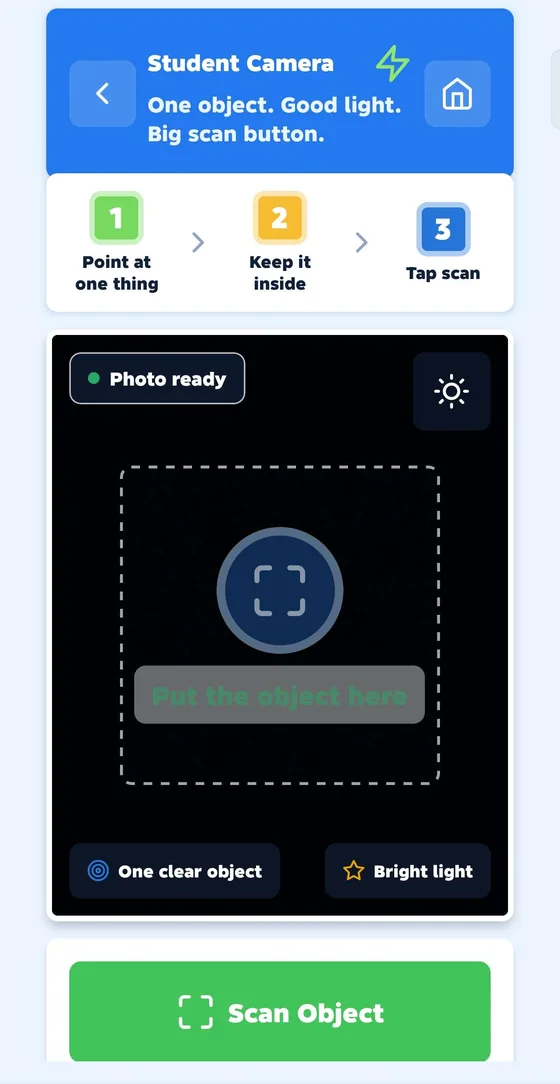 Student Camera
One object. Good light.
Big scan button.
1
Point at
one thing
2
Keep it
inside
3
Tap scan
Photo ready
Put the object here
One clear object
Bright light
Scan Object